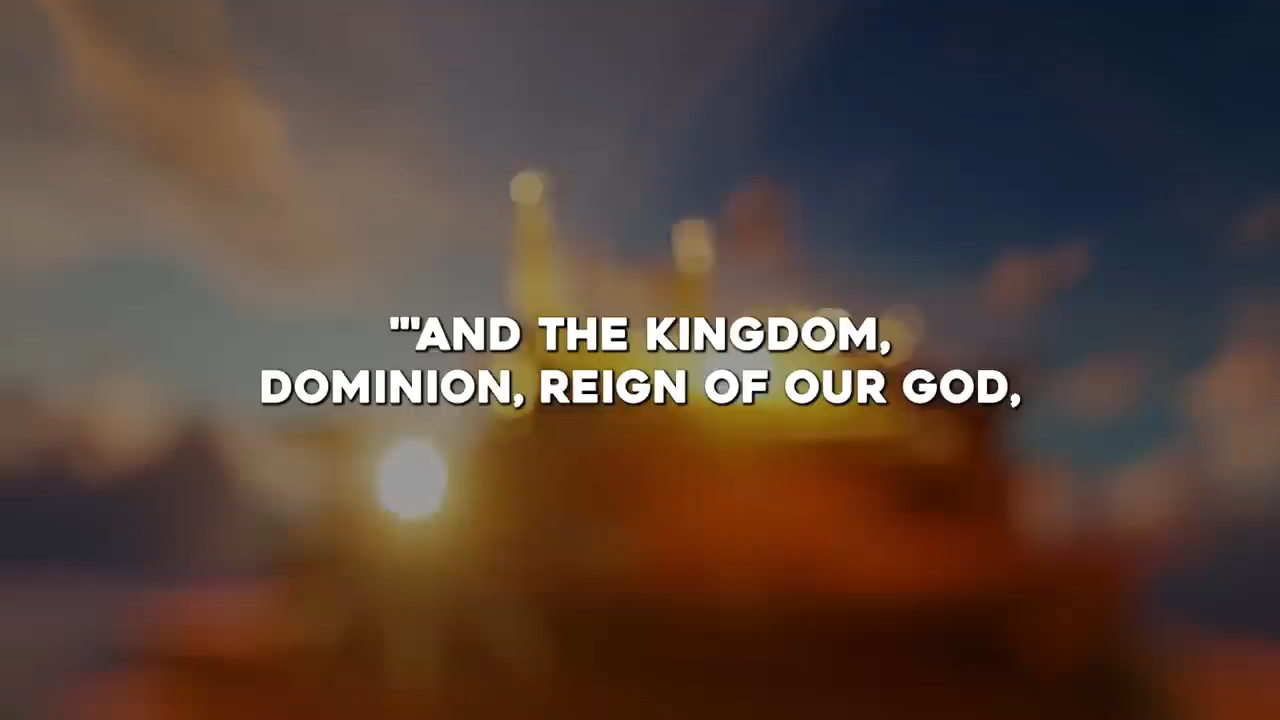 "'AND THE KINGDOM,
DOMINION, REIGN OF OUR GOD,